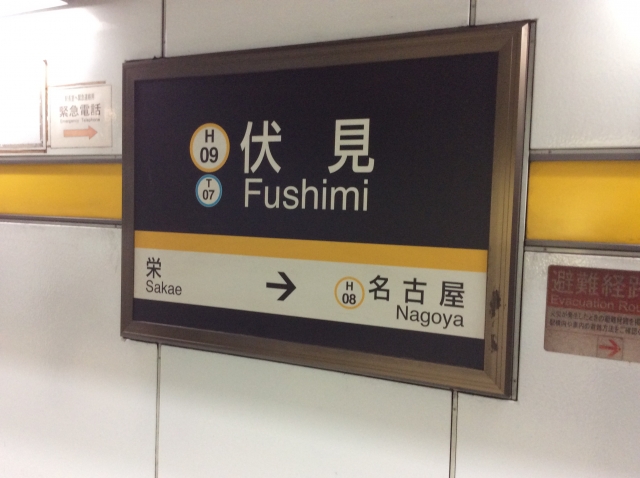 緊急電話
H
09
伏見
T
07
Fushimi
栄
Sakae
→
H
08
名古屋
Nagoya
避難経路
Evacuation